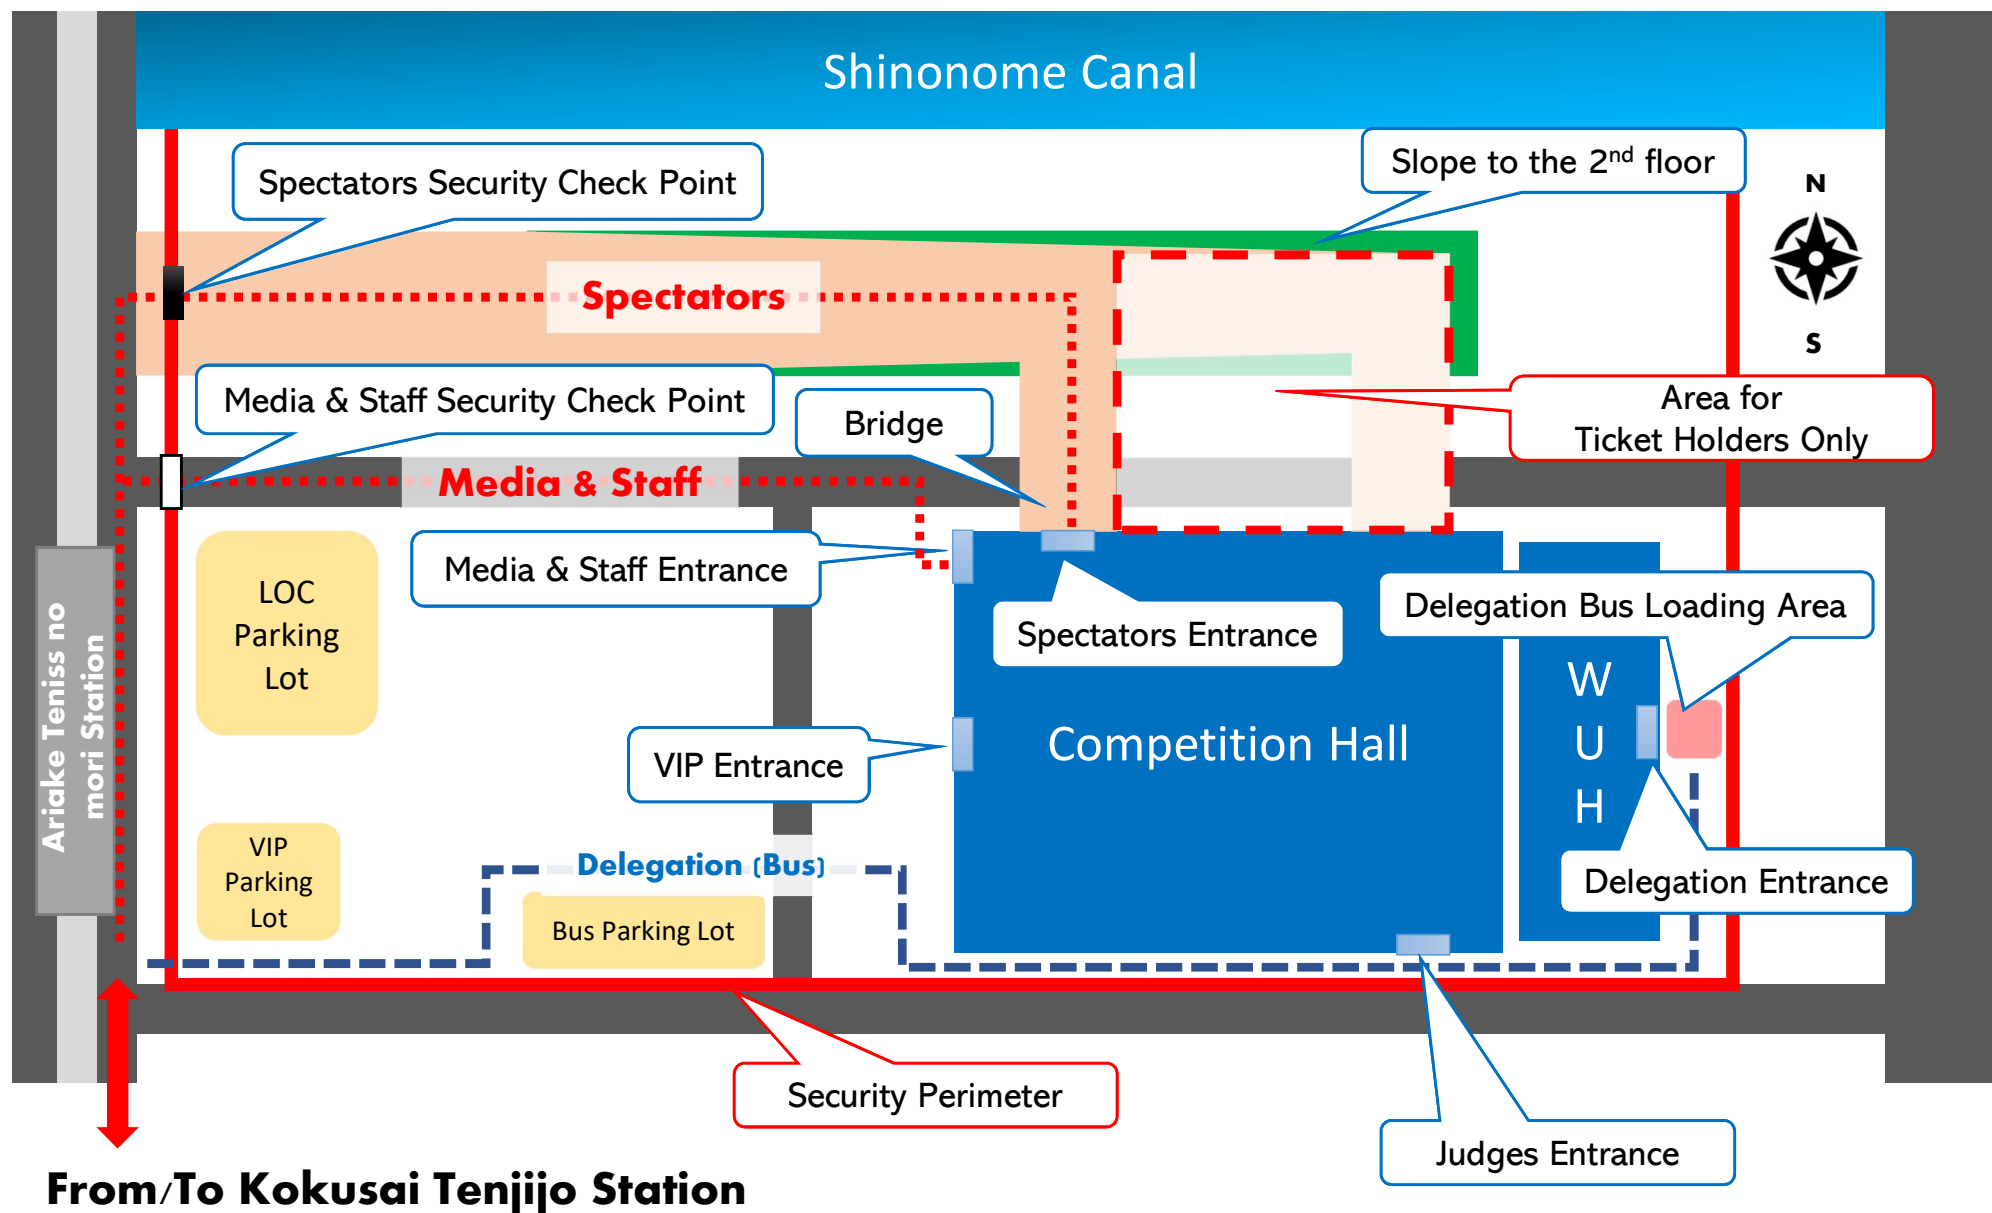 Shinonome Canal
Spectators Security Check Point
Slope to the 2nd floor
N
S
Spectators
Media & Staff Security Check Point
Bridge
Area for
Ticket Holders Only
Media & Staff
Media & Staff Entrance
LOC
Parking
Lot
Spectators Entrance
Delegation Bus Loading Area
Ariake Teniss no
mori Station
W
U
H
Competition Hall
VIP Entrance
VIP
Parking
Lot
Delegation (Bus)
Bus Parking Lot
Delegation Entrance
Security Perimeter
Judges Entrance
From/To Kokusai Tenjijo Station